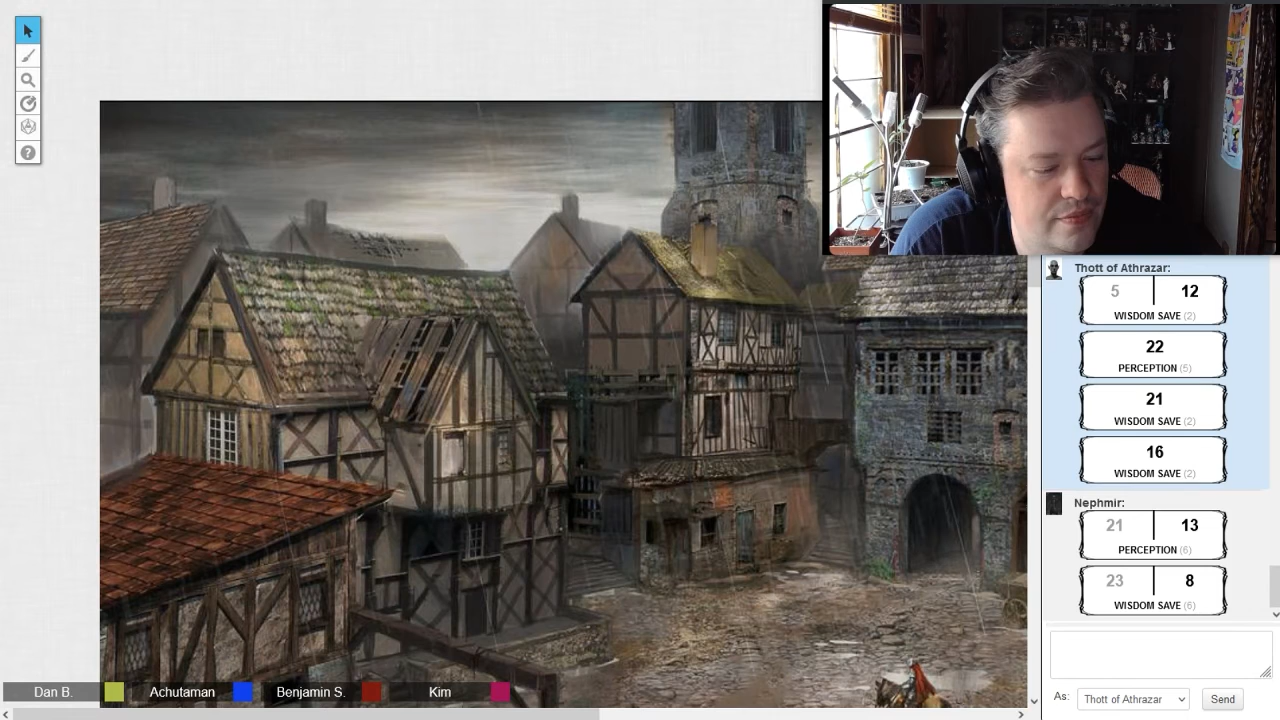 Thott of Athrazar:
5 12
WISDOM SAVE (2)
22
PERCEPTION (5)
21
WISDOM SAVE (2)
16
WISDOM SAVE (2)
Nephmir:
21 13
PERCEPTION (6)
23 8
WISDOM SAVE (6)
As: Thott of Athrazar Send
Dan B. Achutaman Benjamin S. Kim